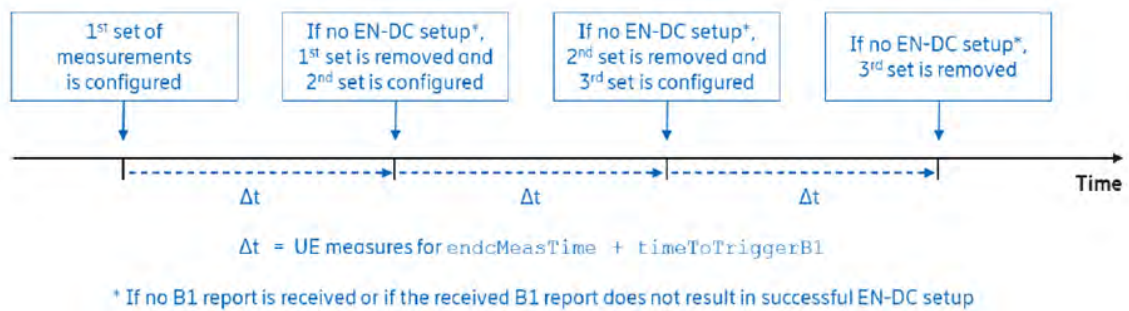 1st set of
measurements
is configured
If no EN-DC setup*,
1st set is removed and
2nd set is configured
If no EN-DC setup*,
2nd set is removed and
3rd set is configured
If no EN-DC setup*,
3rd set is removed
Time
Δt
Δt
Δt
Δt = UE measures for endcMeasTime + timeToTriggerB1
* If no B1 report is received or if the received B1 report does not result in successful EN-DC setup